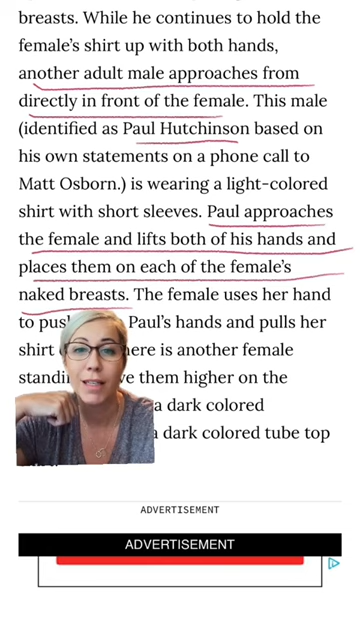 breasts. While he continues to hold the
female's shirt up with both hands,
another adult male approaches from
directly in front of the female. This male
(identified as Paul Hutchinson based on
his own statements on a phone call to
Matt Osborn.) is wearing a light-colored
shirt with short sleeves. Paul approaches
the female and lifts both of his hands and
places them on each of the female's
naked breasts. The female uses her hand
to Paul's hands and pulls her
shirt here is another female
them higher on the
a dark colored
a dark colored tube top
ADVERTISEMENT
ADVERTISEMENT